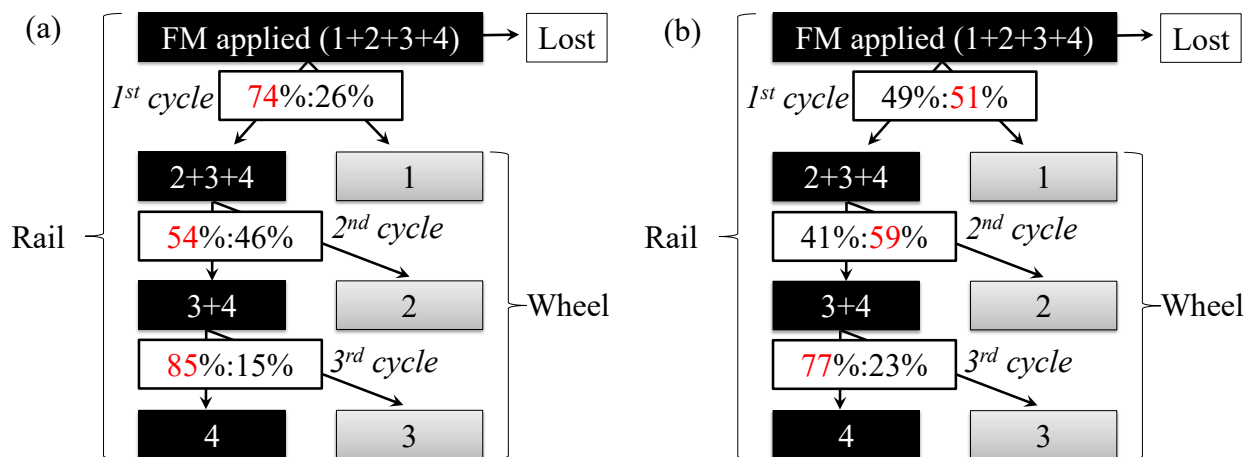 (a)
FM applied (1+2+3+4)
Lost
1st cycle
74%:26%
2+3+4
1
Rail
54%:46%
2nd cycle
3+4
2
Wheel
85%:15%
3rd cycle
4
3
(b)
FM applied (1+2+3+4)
Lost
1st cycle
49%:51%
2+3+4
1
Rail
41%:59%
2nd cycle
3+4
2
Wheel
77%:23%
3rd cycle
4
3